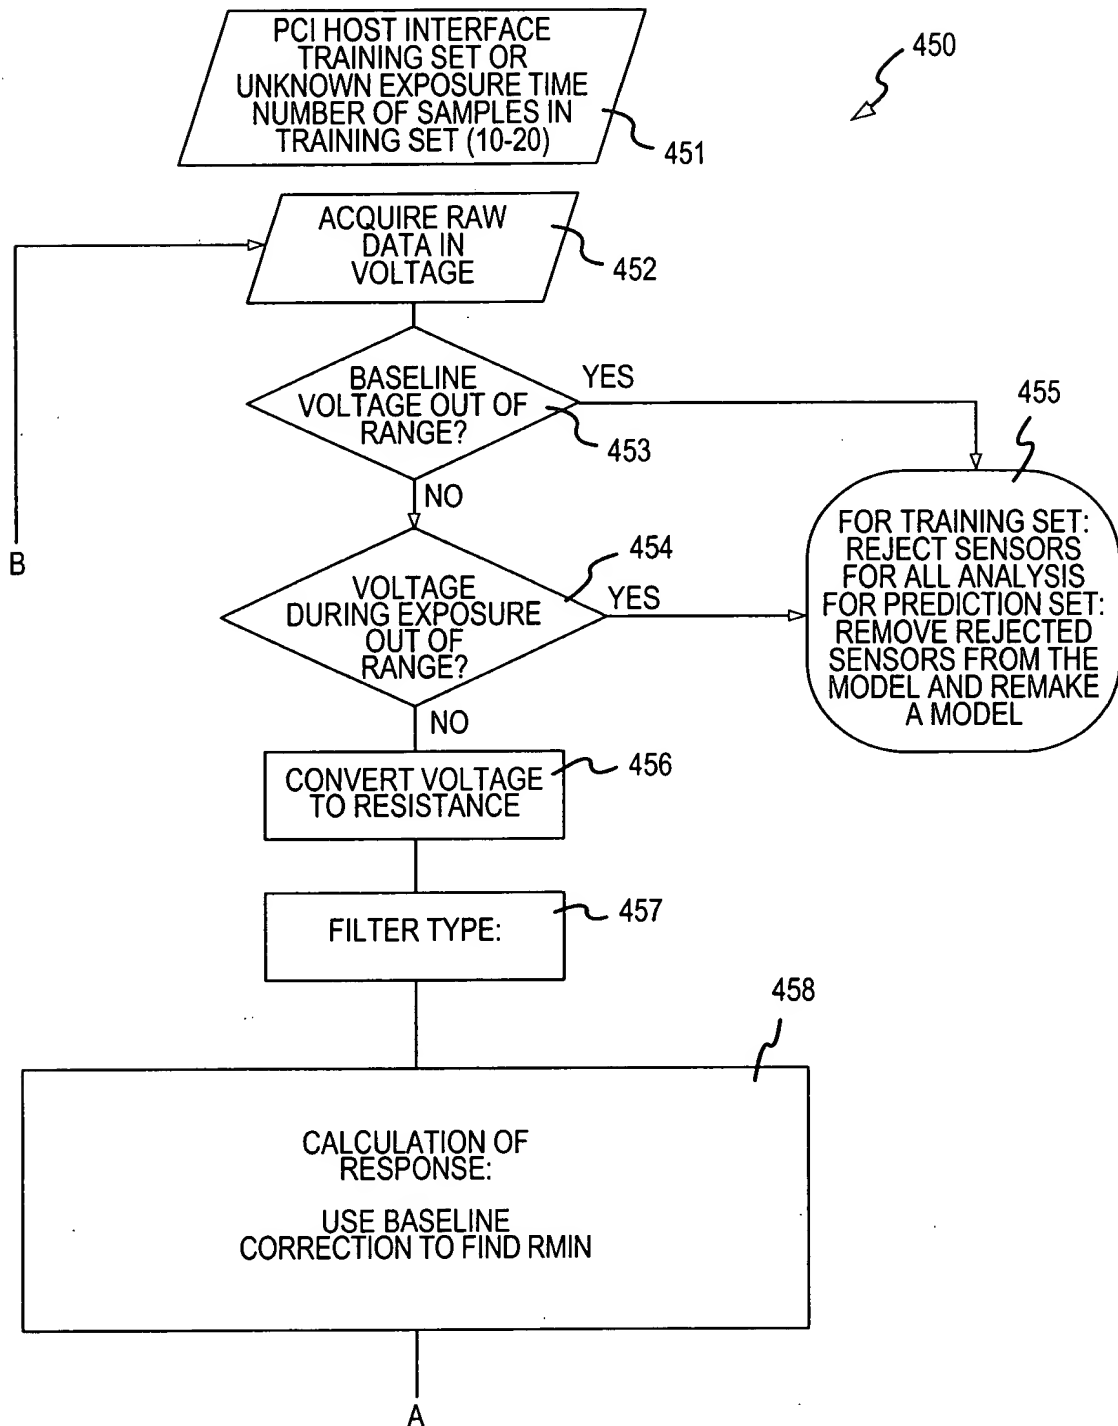 PCI HOST INTERFACE
TRAINING SET OR
UNKNOWN EXPOSURE TIME
NUMBER OF SAMPLES IN
TRAINING SET (10-20)
451
450
ACQUIRE RAW
DATA IN
VOLTAGE
452
BASELINE
VOLTAGE OUT OF
RANGE?
453
YES
NO
455
FOR TRAINING SET:
REJECT SENSORS
FOR ALL ANALYSIS
FOR PREDICTION SET:
REMOVE REJECTED
SENSORS FROM THE
MODEL AND REMAKE
A MODEL
B
VOLTAGE
DURING EXPOSURE
OUT OF
RANGE?
454
YES
NO
CONVERT VOLTAGE
TO RESISTANCE
456
FILTER TYPE:
457
458
CALCULATION OF
RESPONSE:
USE BASELINE
CORRECTION TO FIND RMIN
A